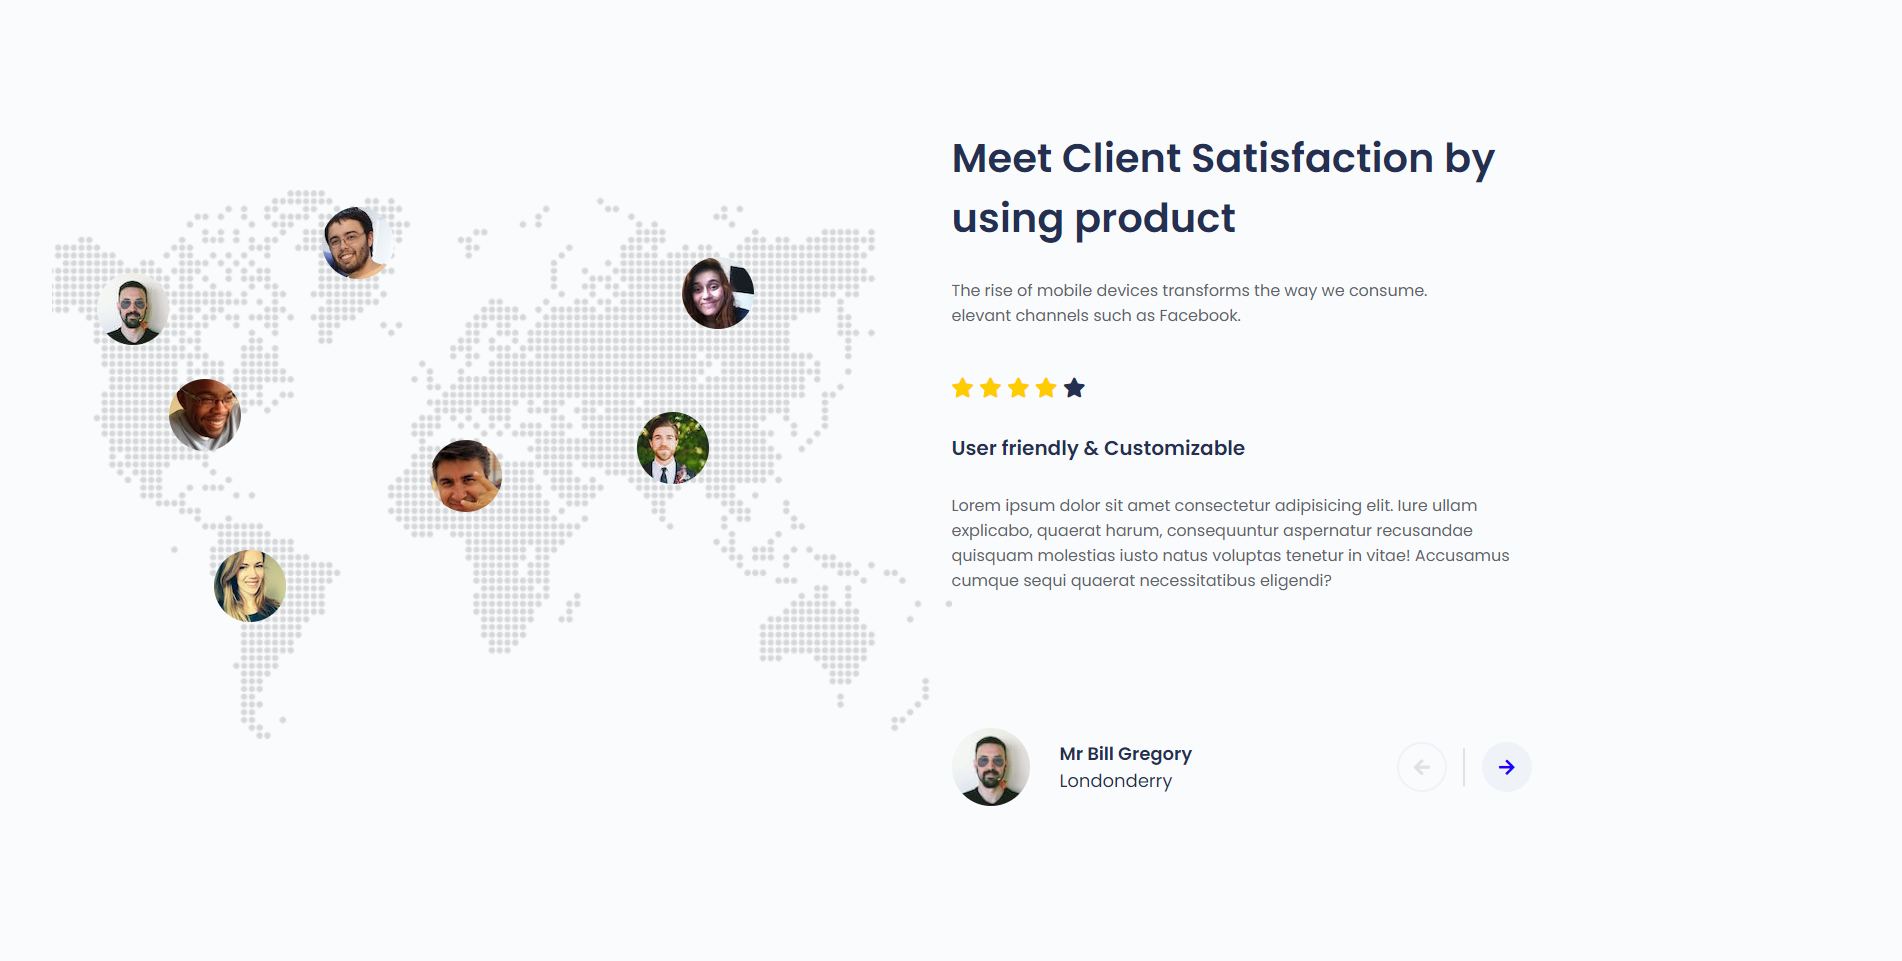 Meet Client Satisfaction by
using product
The rise of mobile devices transforms the way we consume.
elevant channels such as Facebook.
User friendly & Customizable
Lorem ipsum dolor sit amet consectetur adipisicing elit. Iure ullam
explicabo, quaerat harum, consequuntur aspernatur recusandae
quisquam molestias iusto natus voluptas tenetur in vitae! Accusamus
cumque sequi quaerat necessitatibus eligendi?
Mr Bill Gregory
Londonderry